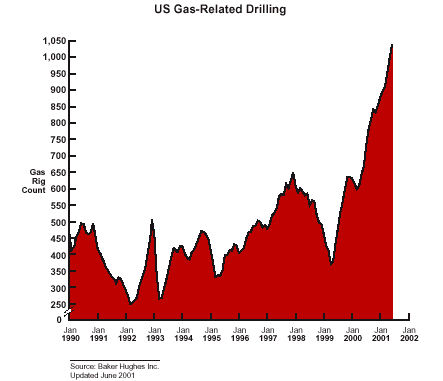 US Gas-Related Drilling
1,050
1,000
950
900
850
800
750
700
650
600
550
500
450
400
350
300
250
0
Gas
Rig
Count
Jan Jan Jan Jan Jan Jan Jan Jan Jan Jan Jan Jan Jan
1990 1991 1992 1993 1994 1995 1996 1997 1998 1999 2000 2001 2002
Source: Baker Hughes Inc.
Updated June 2001